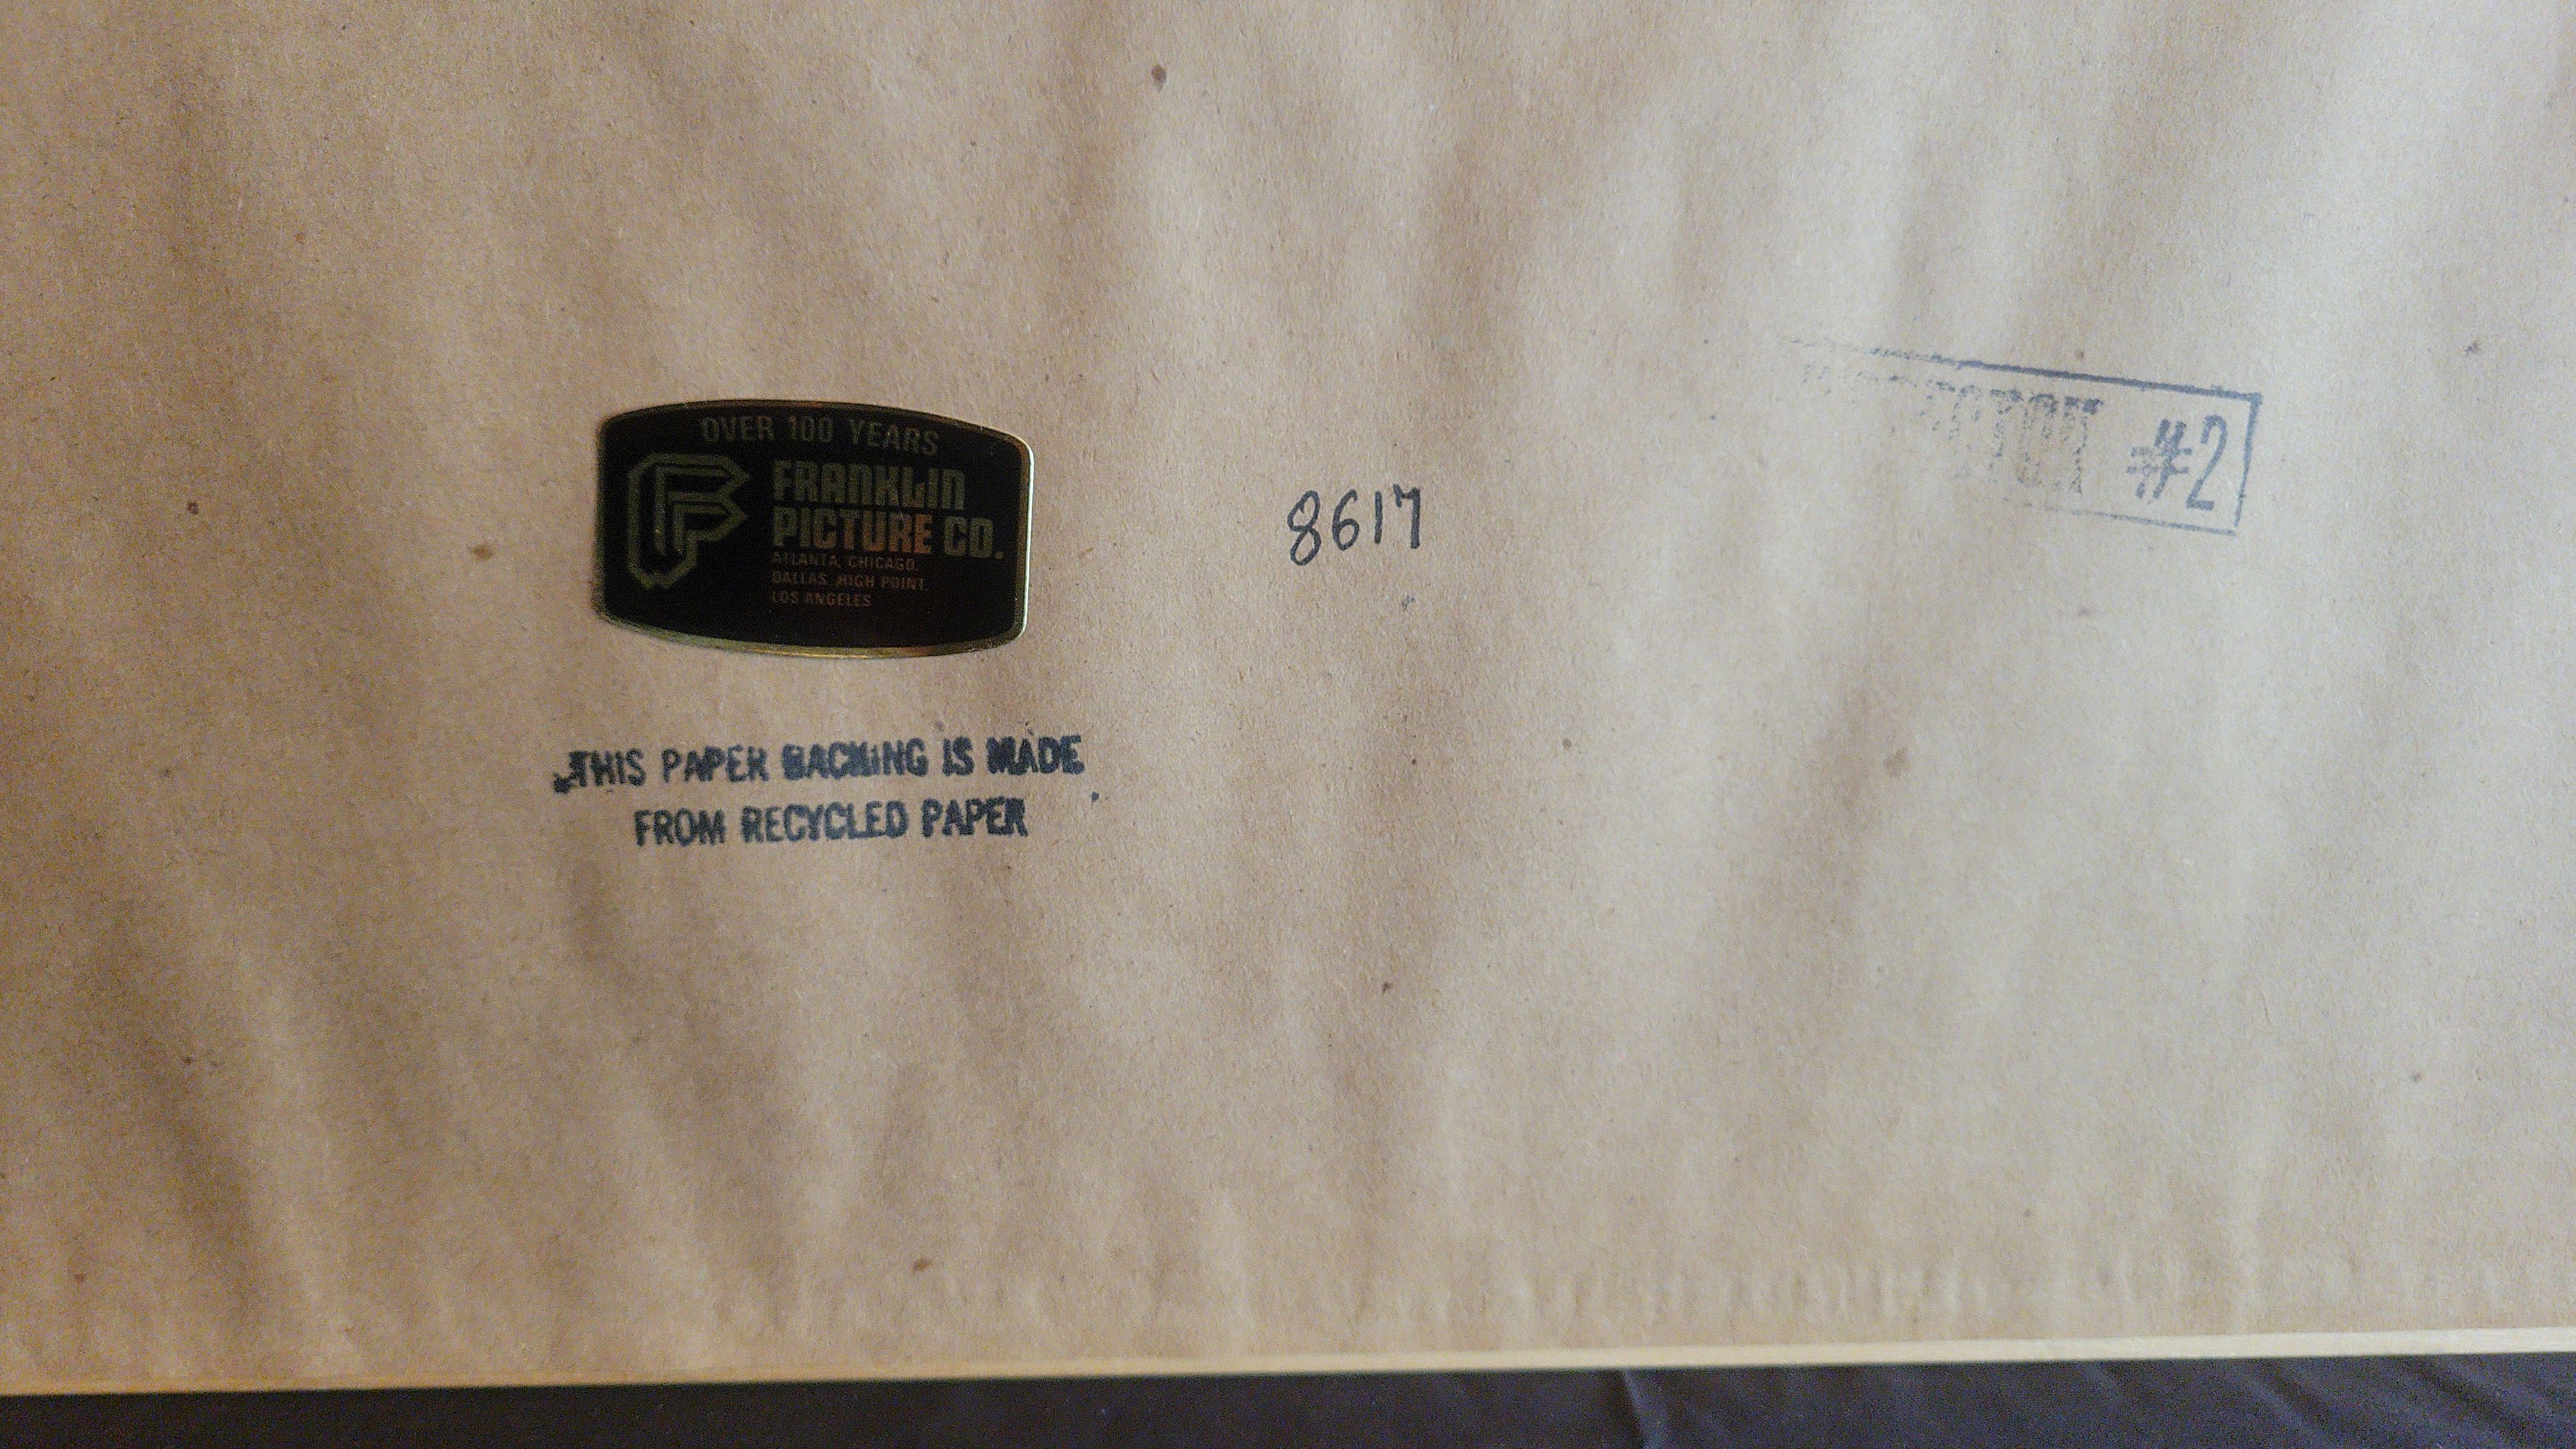 OVER 100 YEARS
FRANKLIN
PICTURE CO.
ATLANTA, CHICAGO,
DALLAS, HIGH POINT,
LOS ANGELES
8617
INSPECTOR #2
THIS PAPER BACKING IS MADE
FROM RECYCLED PAPER